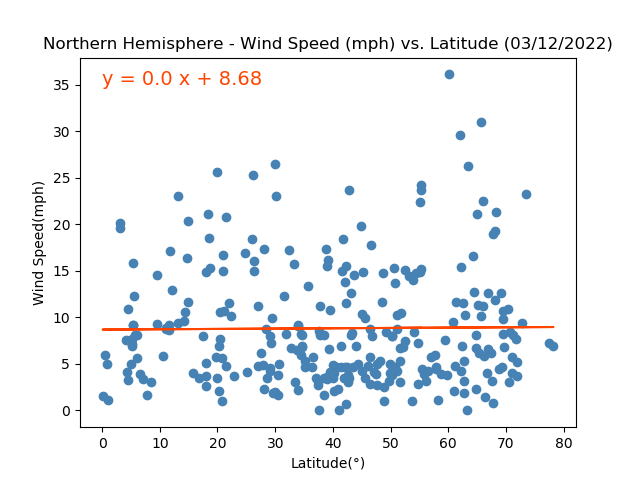 Northern Hemisphere - Wind Speed (mph) vs. Latitude (03/12/2022)
y = 0.0 x + 8.68
35
30
25
20
15
10
5
0
Wind Speed(mph)
0 10 20 30 40 50 60 70 80
Latitude(°)